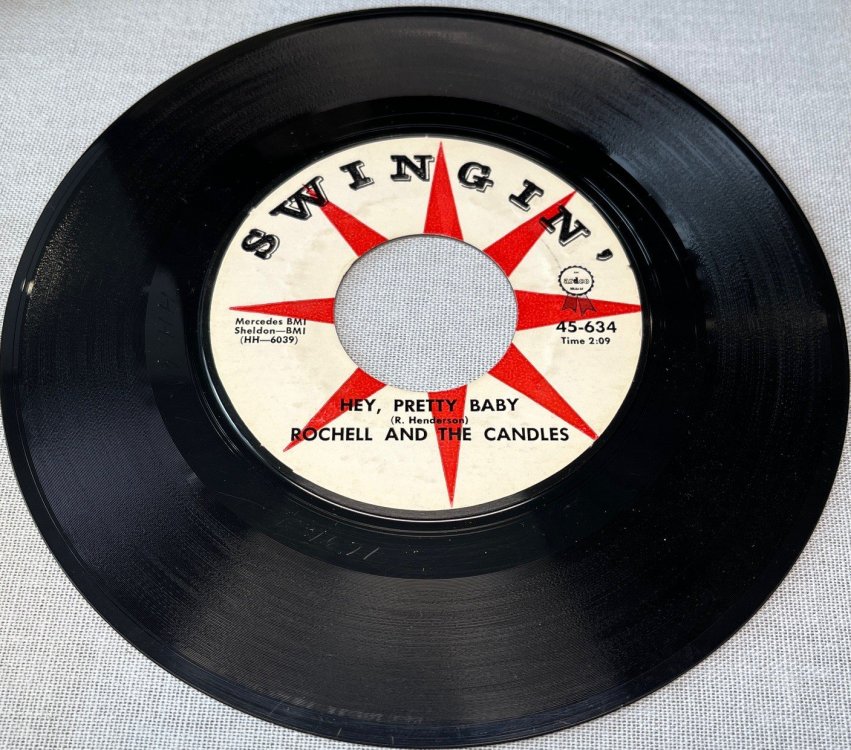 SWINGIN'
ardco
Mercedes BMI
Sheldon—BMI
(HH—6039)
45-634
Time 2:09
HEY, PRETTY BABY
(R. Henderson)
ROCHELL AND THE CANDLES